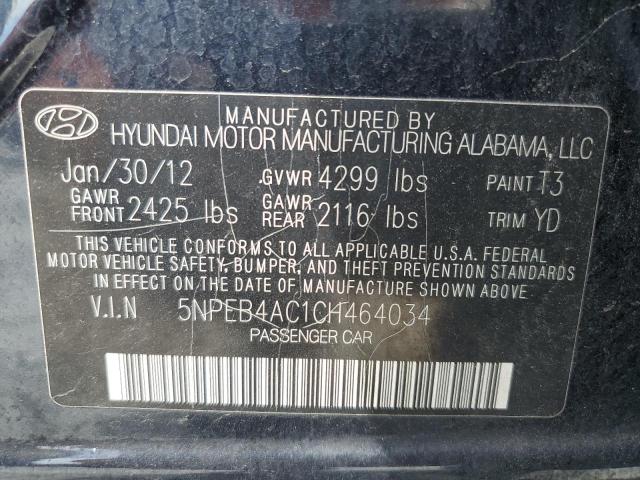 MANUFACTURED BY
HYUNDAI MOTOR MANUFACTURING ALABAMA, LLC
Jan/30/12 GVWR 4299 lbs PAINT T3
GAWR FRONT 2425 lbs GAWR REAR 2116 lbs TRIM YD
THIS VEHICLE CONFORMS TO ALL APPLICABLE U.S.A. FEDERAL
MOTOR VEHICLE SAFETY, BUMPER, AND THEFT PREVENTION STANDARDS
IN EFFECT ON THE DATE OF MANUFACTURE SHOWN ABOVE
V.I.N 5NPEB4AC1CH464034
PASSENGER CAR